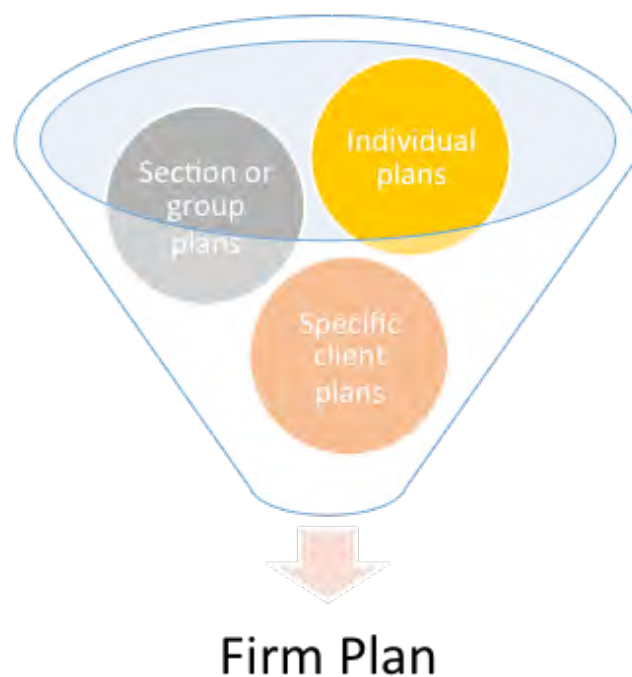 Section or
group
plans
Individual
plans
Specific
client
plans
Firm Plan